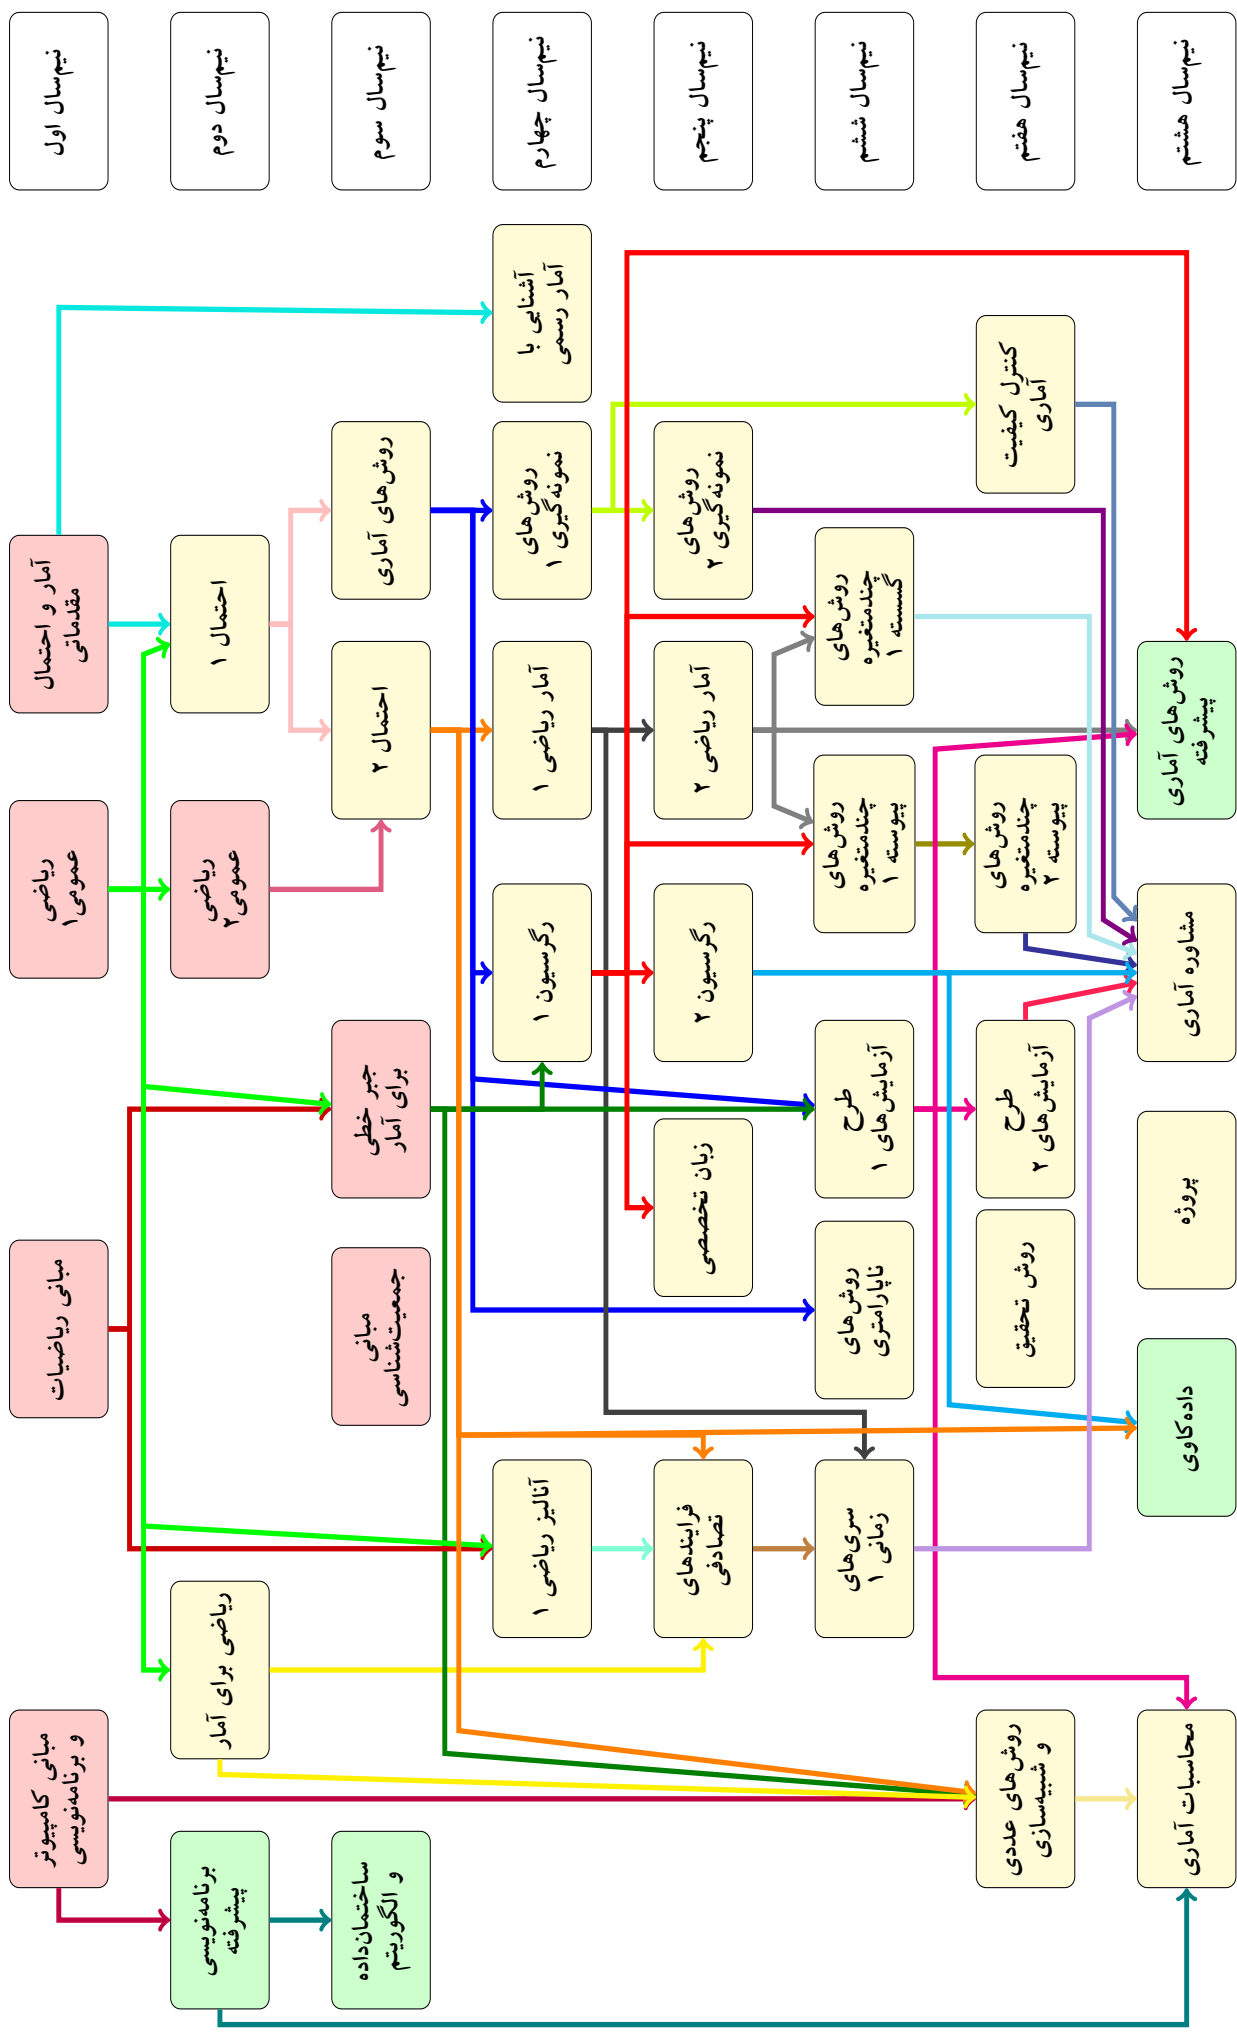 نیم‌سال اول
نیم‌سال دوم
نیم‌سال سوم
نیم‌سال چهارم
نیم‌سال پنجم
نیم‌سال ششم
نیم‌سال هفتم
نیم‌سال هشتم
آمار و احتمال
مقدماتی
ریاضی
عمومی۱
مبانی ریاضیات
مبانی کامپیوتر
و برنامه‌نویسی
احتمال ۱
ریاضی
عمومی۲
ریاضی برای آمار
برنامه‌نویسی
پیشرفته
روش‌های آماری
احتمال ۲
جبر خطی
برای آمار
مبانی
جمعیت‌شناسی
ساختمان‌داده
و الگوریتم
آشنایی با
آمار رسمی
روش‌های
نمونه‌گیری ۱
آمار ریاضی ۱
رگرسیون ۱
آنالیز ریاضی ۱
روش‌های
نمونه‌گیری ۲
آمار ریاضی ۲
رگرسیون ۲
زبان تخصصی
فرایندهای
تصادفی
روش‌های
چندمتغیره
گسسته ۱
روش‌های
چندمتغیره
پیوسته ۱
طرح
آزمایش‌های ۱
روش‌های
ناپارامتری
سری‌های
زمانی ۱
کنترل کیفیت
آماری
روش‌های
چندمتغیره
پیوسته ۲
طرح
آزمایش‌های ۲
روش تحقیق
روش‌های عددی
و شبیه‌سازی
روش‌های آماری
پیشرفته
مشاوره آماری
پروژه
داده‌کاوی
محاسبات آماری